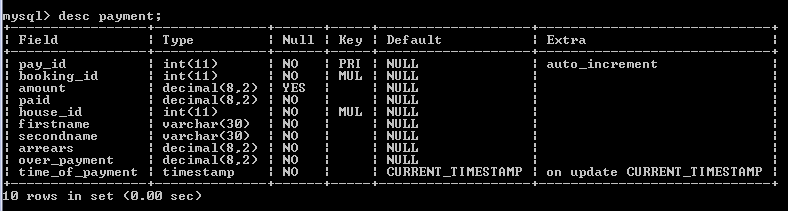 mysql> desc payment;
+-----------------+--------------+------+-----+-------------------+-----------------------------+
| Field           | Type         | Null | Key | Default           | Extra                       |
+-----------------+--------------+------+-----+-------------------+-----------------------------+
| pay_id          | int(11)      | NO   | PRI | NULL              | auto_increment              |
| booking_id      | int(11)      | NO   | MUL | NULL              |                             |
| amount          | decimal(8,2) | YES  |     | NULL              |                             |
| paid            | decimal(8,2) | NO   |     | NULL              |                             |
| house_id        | int(11)      | NO   | MUL | NULL              |                             |
| firstname       | varchar(30)  | NO   |     | NULL              |                             |
| secondname      | varchar(30)  | NO   |     | NULL              |                             |
| arrears         | decimal(8,2) | NO   |     | NULL              |                             |
| over_payment    | decimal(8,2) | NO   |     | NULL              |                             |
| time_of_payment | timestamp    | NO   |     | CURRENT_TIMESTAMP | on update CURRENT_TIMESTAMP |
+-----------------+--------------+------+-----+-------------------+-----------------------------+
10 rows in set (0.00 sec)